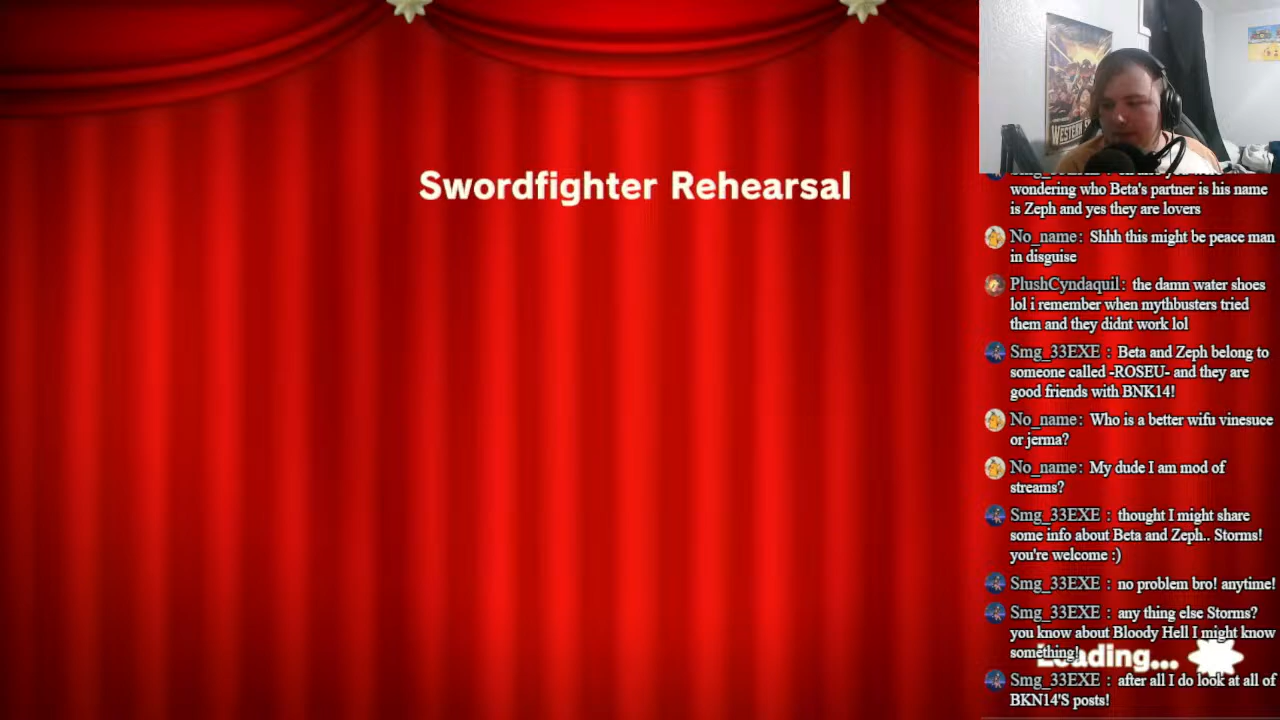 Swordfighter Rehearsal
WESTERN
wondering who Beta's partner is his name
is Zeph and yes they are lovers
No_name: Shhh this might be peace man
in disguise
PlushCyndaquil: the damn water shoes
lol i remember when mythbusters tried
them and they didnt work lol
Smg_33EXE : Beta and Zeph belong to
someone called -ROSEU- and they are
good friends with BNK14!
No_name: Who is a better wifu vinesuce
or jerma?
No_name: My dude I am mod of
streams?
Smg_33EXE : thought I might share
some info about Beta and Zeph.. Storms!
you're welcome :)
Smg_33EXE : no problem bro! anytime!
Smg_33EXE : any thing else Storms?
you know about Bloody Hell I might know
something!
Loading...
Smg_33EXE : after all I do look at all of
BKN14'S posts!